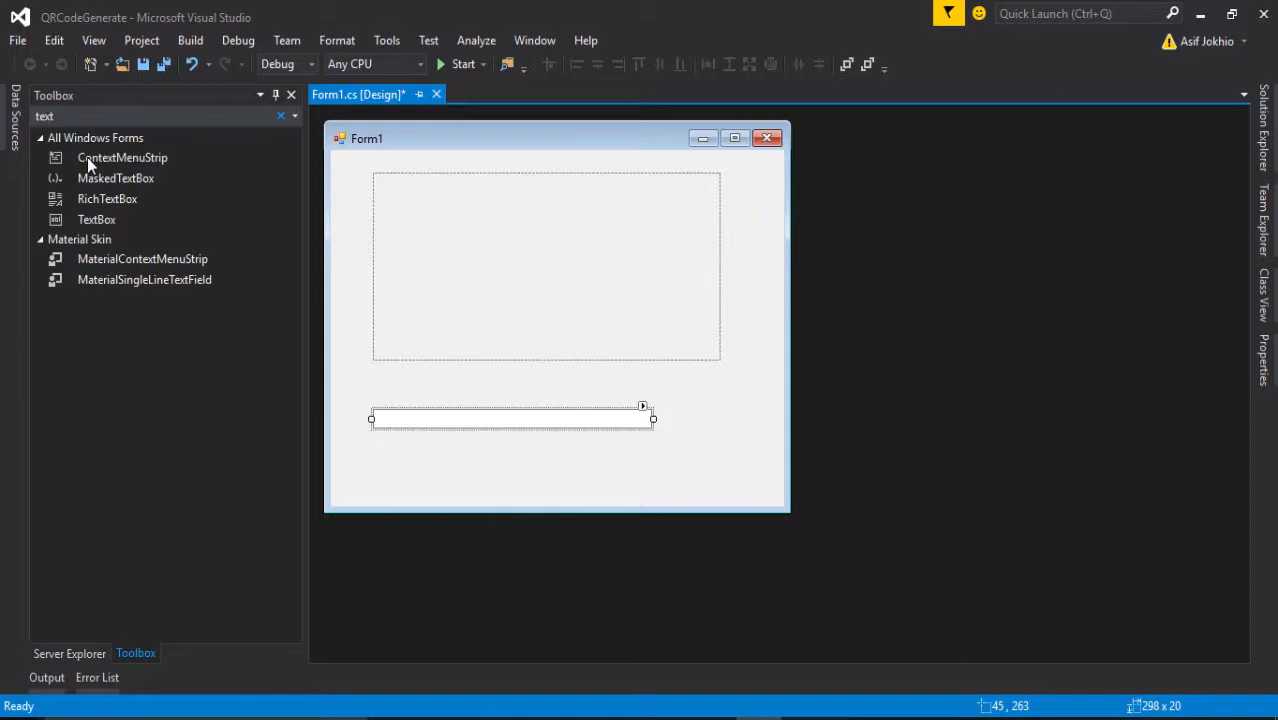 QRCodeGenerate - Microsoft Visual Studio
Quick Launch (Ctrl+Q)
File Edit View Project Build Debug Team Format Tools Test Analyze Window Help
Asif Jokhio
Debug Any CPU Start
Data Sources
Toolbox
Form1.cs [Design]*
text
All Windows Forms
ContextMenuStrip
MaskedTextBox
RichTextBox
TextBox
Material Skin
MaterialContextMenuStrip
MaterialSingleLineTextField
Form1
Solution Explorer
Team Explorer
Class View
Properties
Server Explorer Toolbox
Output Error List
Ready
45 , 263
298 x 20